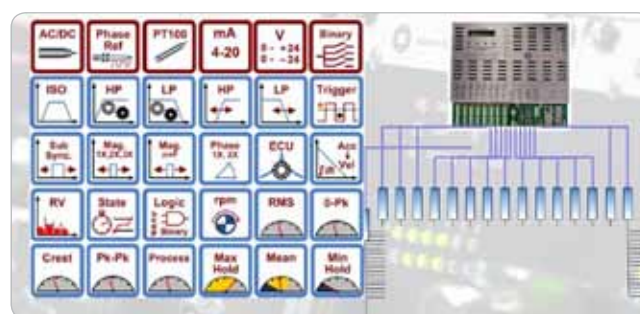 AC/DC
Phase
Ref
PT100
mA
4-20
V
0 - +24
0 - -24
Binary
ISO
HP
LP
HP
LP
Trigger
Sub
Sync.
Mag.
1X,2X,3X
Mag.
Phase
1X, 2X
ECU
Acc
Vel
RV
State
Logic
Binary
rpm
RMS
0-Pk
Crest
Pk-Pk
Process
Max
Hold
Mean
Min
Hold